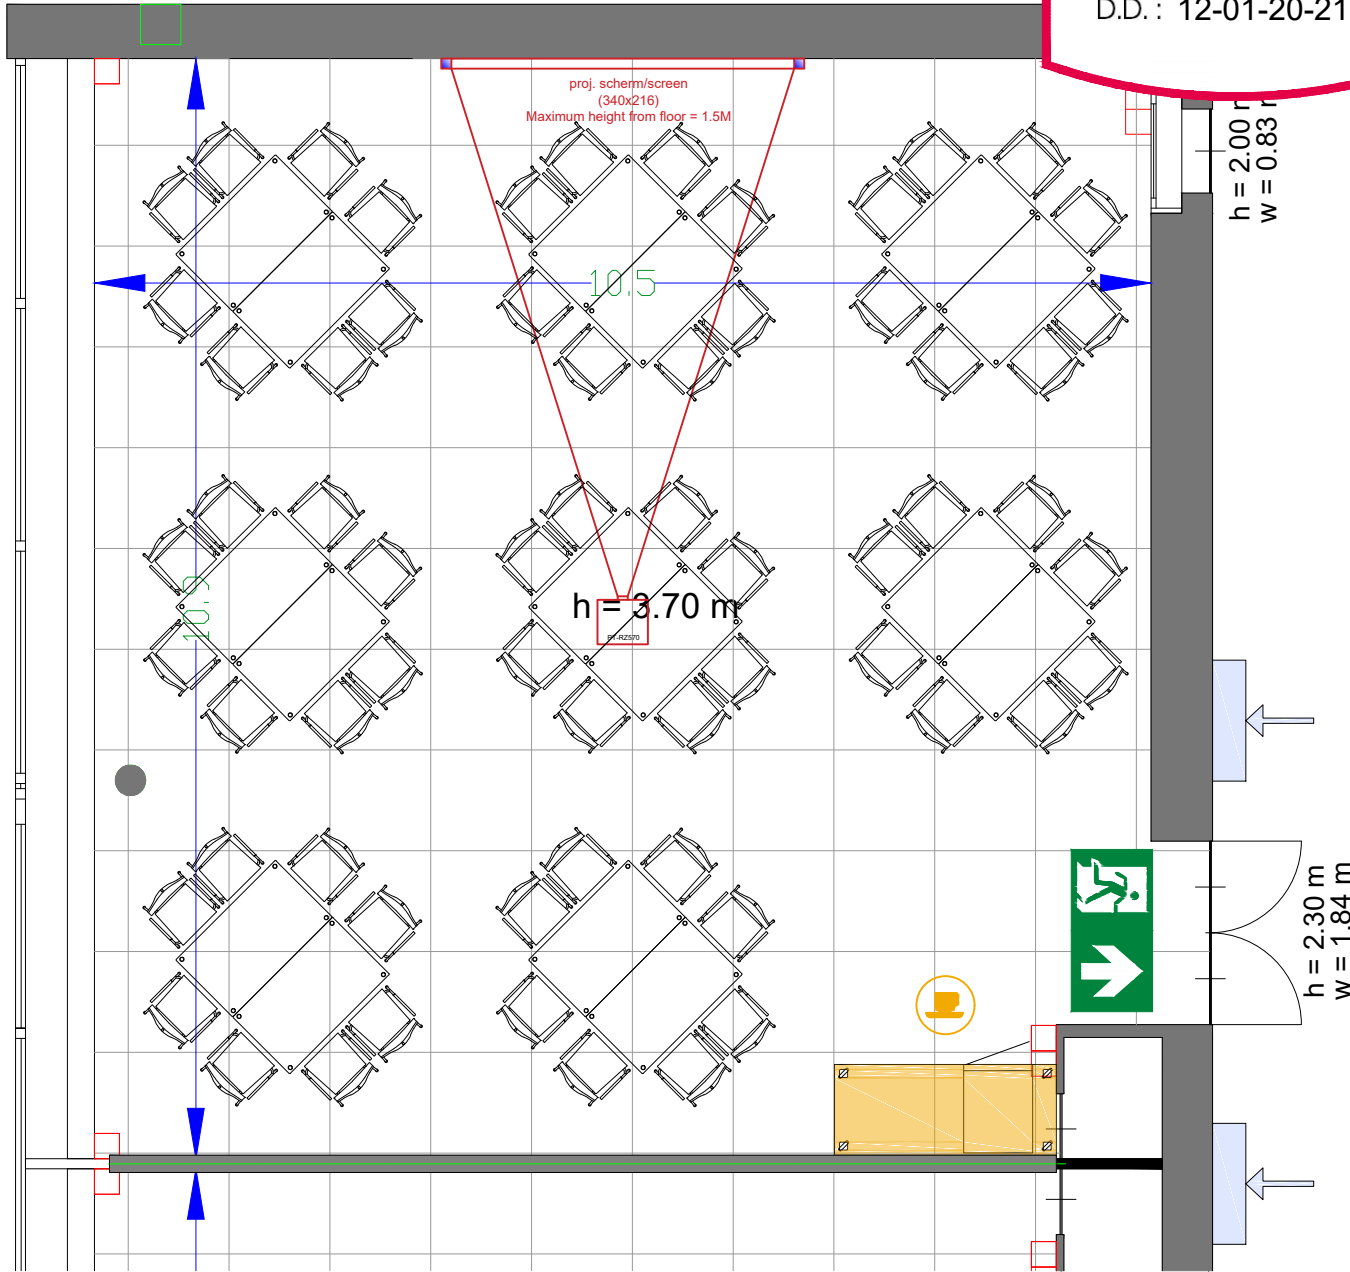 D.D. : 12-01-20-21
proj. scherm/screen
(340x216)
Maximum height from floor = 1.5M
h = 2.00 m
w = 0.83 m
10.5
10.9
h = 3.70 m
PT-RZ570
h = 2.30 m
w = 1.84 m